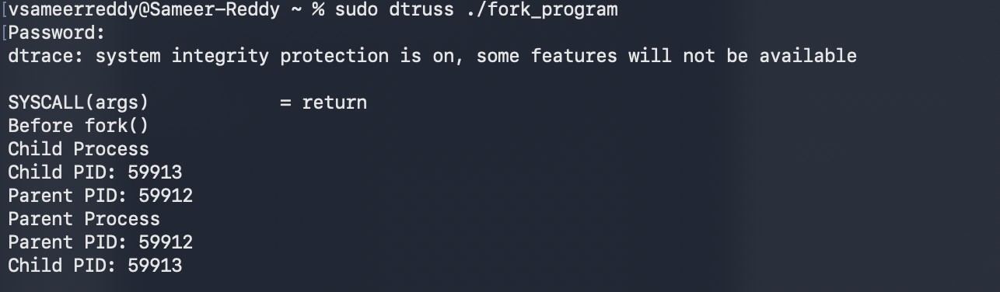 [vsameerreddy@Sameer-Reddy ~ % sudo dtruss ./fork_program
[Password:
dtrace: system integrity protection is on, some features will not be available
SYSCALL(args) = return
Before fork()
Child Process
Child PID: 59913
Parent PID: 59912
Parent Process
Parent PID: 59912
Child PID: 59913